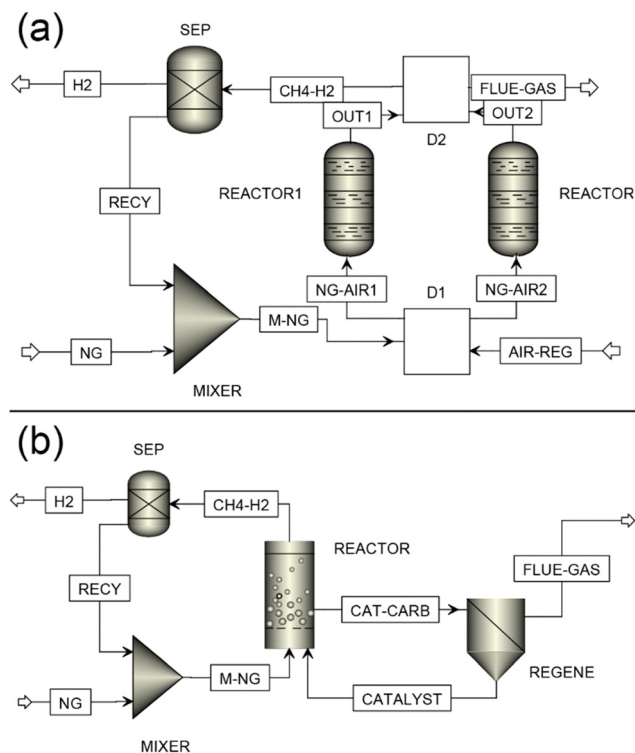 (a)
SEP
H2
CH4-H2
FLUE-GAS
OUT1
OUT2
D2
REACTOR1
REACTOR
RECY
NG-AIR1
D1
NG-AIR2
M-NG
NG
AIR-REG
MIXER
(b)
SEP
H2
CH4-H2
REACTOR
FLUE-GAS
RECY
CAT-CARB
REGENE
M-NG
CATALYST
NG
MIXER